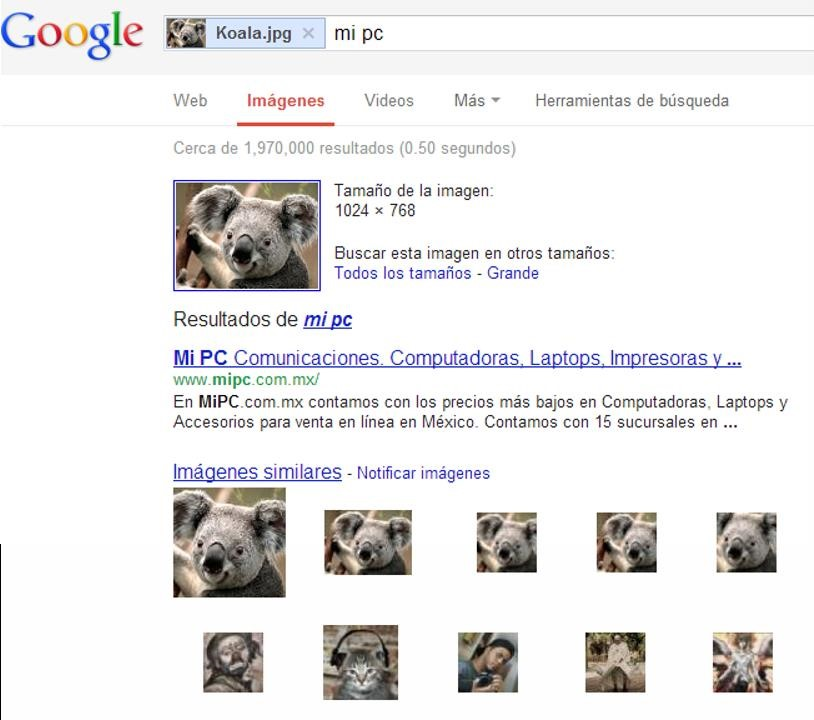 Google Koala.jpg × mi pc
Web Imágenes Videos Más Herramientas de búsqueda
Cerca de 1,970,000 resultados (0.50 segundos)
Tamaño de la imagen:
1024 × 768
Buscar esta imagen en otros tamaños:
Todos los tamaños - Grande
Resultados de mi pc
Mi PC Comunicaciones. Computadoras, Laptops, Impresoras y ...
www.mipc.com.mx/
En MiPC.com.mx contamos con los precios más bajos en Computadoras, Laptops y
Accesorios para venta en línea en México. Contamos con 15 sucursales en ...
Imágenes similares - Notificar imágenes